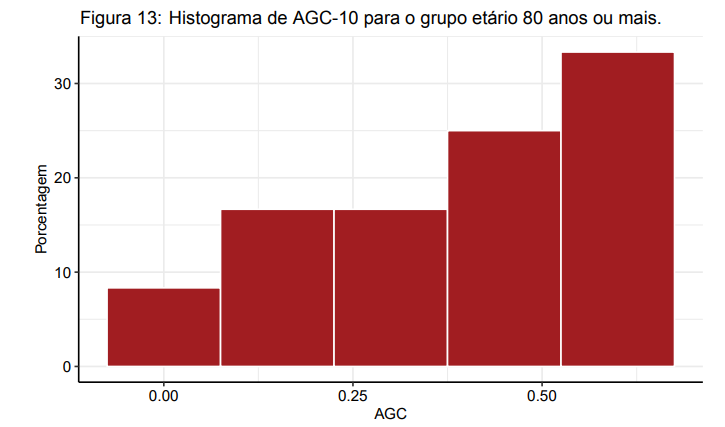 Figura 13: Histograma de AGC-10 para o grupo etário 80 anos ou mais.
30
20
10
0
Porcentagem
0.00 0.25 0.50
AGC